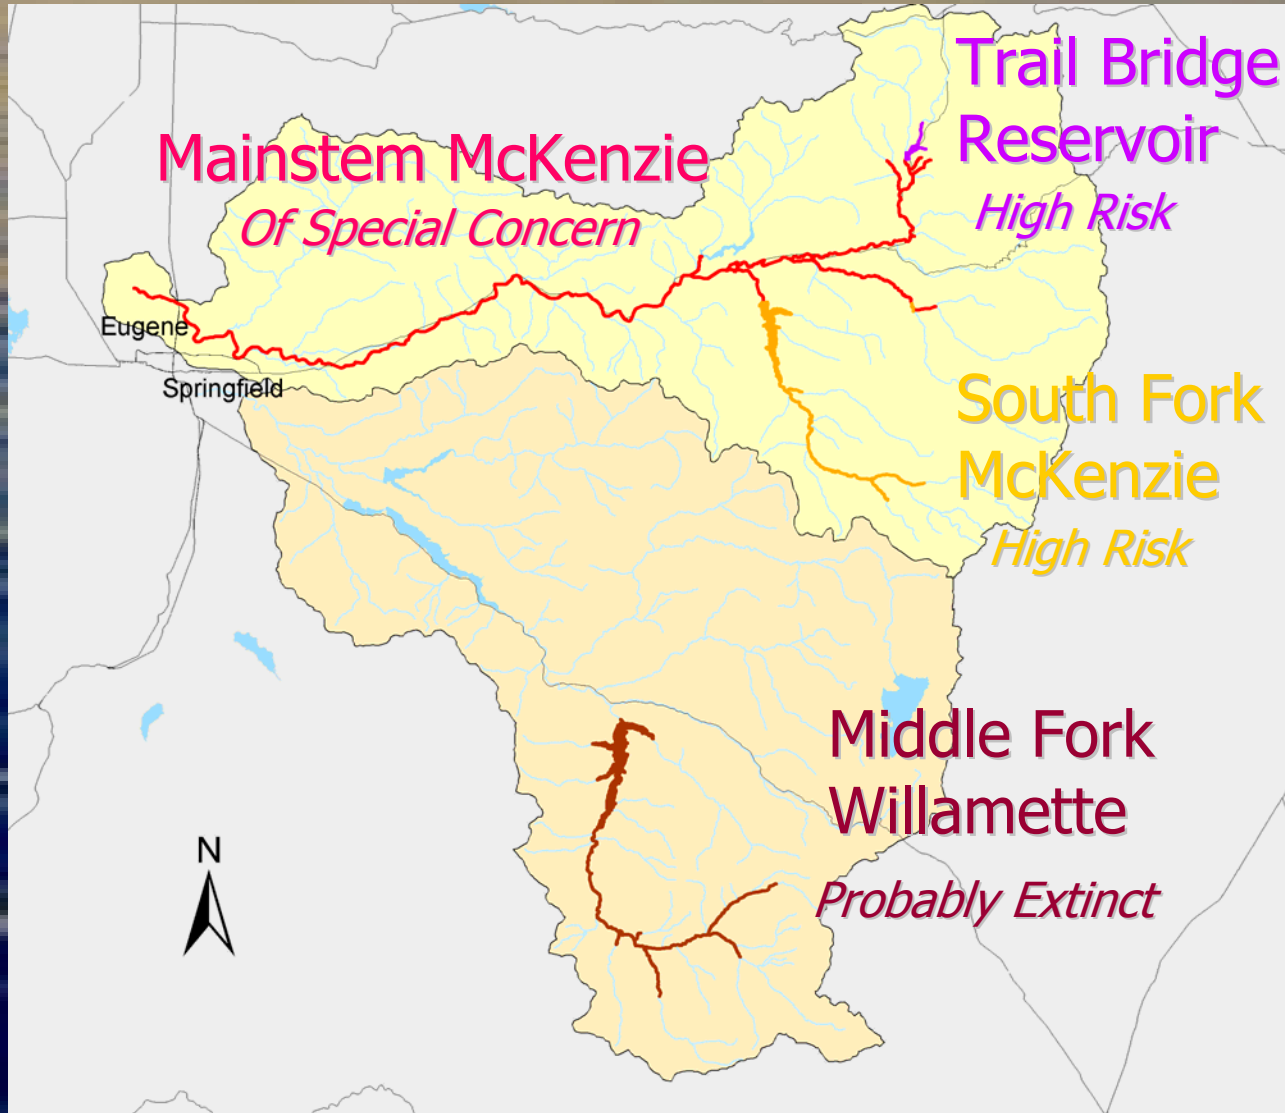 Trail Bridge
Reservoir
High Risk
Mainstem McKenzie
Of Special Concern
Eugene
Springfield
South Fork
McKenzie
High Risk
Middle Fork
Willamette
Probably Extinct
N